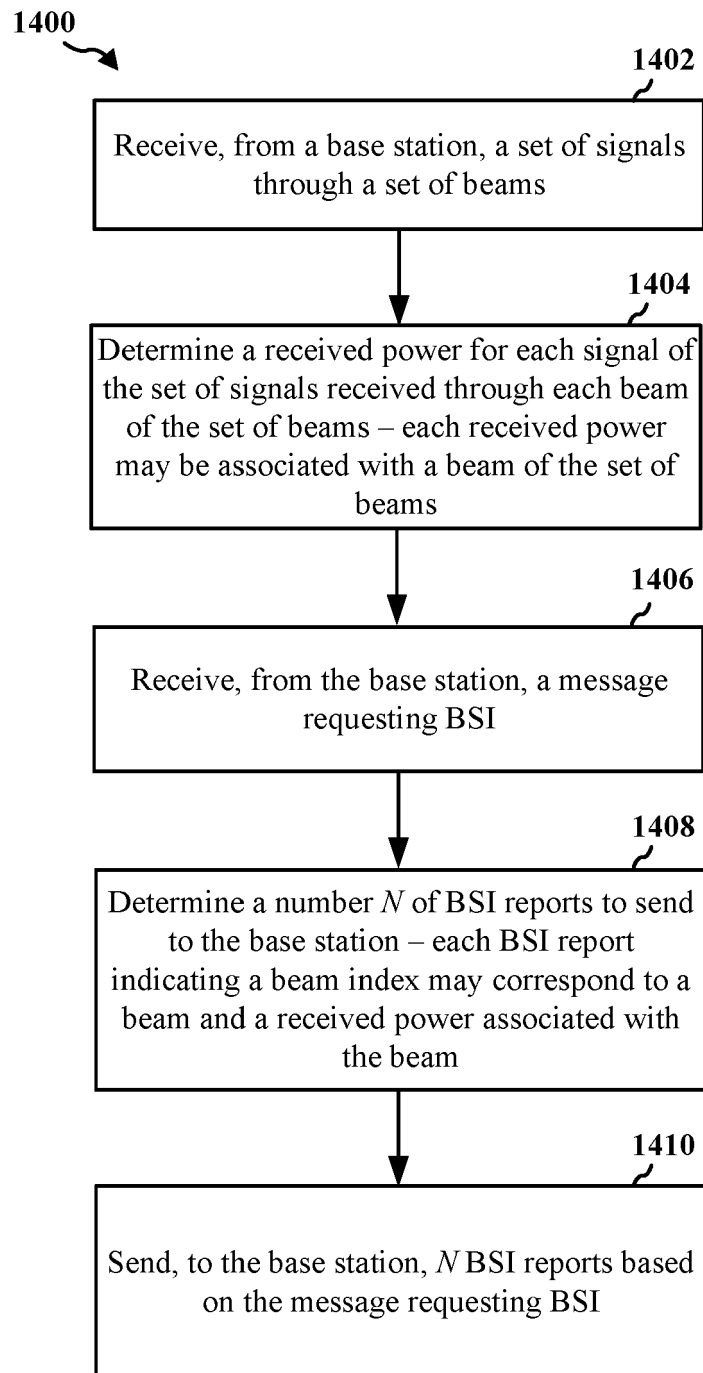 1400
1402
Receive, from a base station, a set of signals
through a set of beams
1404
Determine a received power for each signal of
the set of signals received through each beam
of the set of beams – each received power
may be associated with a beam of the set of
beams
1406
Receive, from the base station, a message
requesting BSI
1408
Determine a number N of BSI reports to send
to the base station – each BSI report
indicating a beam index may correspond to a
beam and a received power associated with
the beam
1410
Send, to the base station, N BSI reports based
on the message requesting BSI